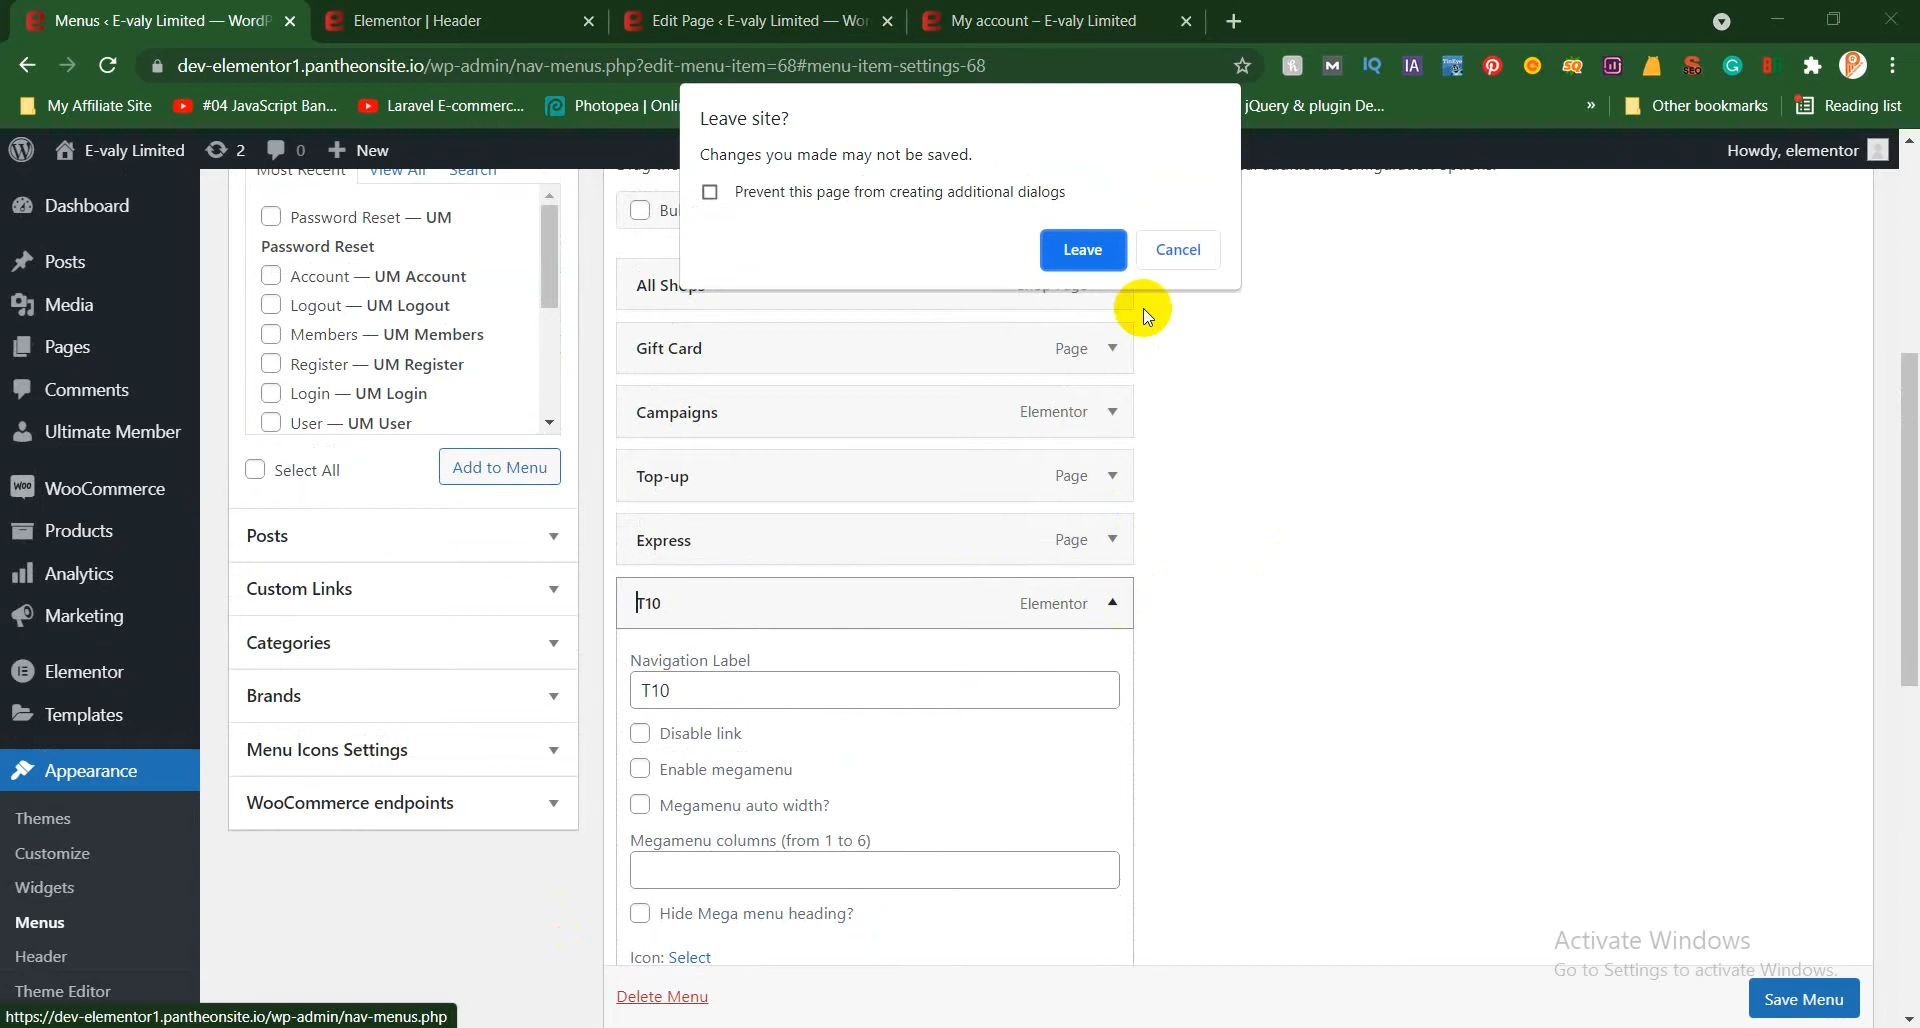 Menus ‹ E-valy Limited — WordP
Elementor | Header
Edit Page ‹ E-valy Limited — Wor
My account – E-valy Limited
dev-elementor1.pantheonsite.io/wp-admin/nav-menus.php?edit-menu-item=68#menu-item-settings-68
My Affiliate Site
#04 JavaScript Ban...
Laravel E-commerc...
Photopea | Onli
jQuery & plugin De...
»
Other bookmarks
Reading list
Leave site?
Changes you made may not be saved.
Prevent this page from creating additional dialogs
Leave
Cancel
E-valy Limited
2
0
New
Howdy, elementor
Dashboard
Posts
Media
Pages
Comments
Ultimate Member
WooCommerce
Products
Analytics
Marketing
Elementor
Templates
Appearance
Themes
Customize
Widgets
Menus
Header
Theme Editor
https://dev-elementor1.pantheonsite.io/wp-admin/nav-menus.php
Most Recent
View All
Search
Password Reset — UM
Password Reset
Account — UM Account
Logout — UM Logout
Members — UM Members
Register — UM Register
Login — UM Login
User — UM User
Select All
Add to Menu
Posts
Custom Links
Categories
Brands
Menu Icons Settings
WooCommerce endpoints
All Shops
Gift Card
Page
Campaigns
Elementor
Top-up
Page
Express
Page
T10
Elementor
Navigation Label
T10
Disable link
Enable megamenu
Megamenu auto width?
Megamenu columns (from 1 to 6)
Hide Mega menu heading?
Icon: Select
Delete Menu
Activate Windows
Go to Settings to activate Windows.
Save Menu